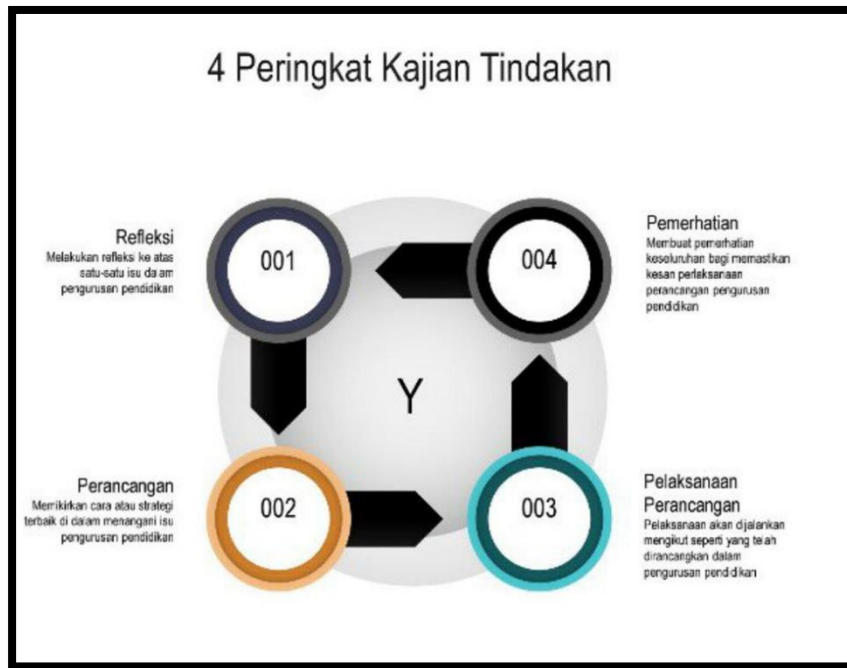 4 Peringkat Kajian Tindakan
001
Refleksi
Melakukan refleksi ke atas
satu-satu isu da am
pengurusan pendidikan
002
Perancangan
Memikirkan cara atau strategi
terbaik di dalam menangani isu
pengurusan pendidikan
003
Pelaksanaan
Perancangan
Pelaksanaan akan dijalankan
mengikut seperti yang telah
dirancangkan dalam
pengurusan pendidikan
004
Pemerhatian
Membuat pemerhatian
keseluruhan bagi memastikan
kesan perlaksanaan
perancangan pengurusan
pendidikan
Y